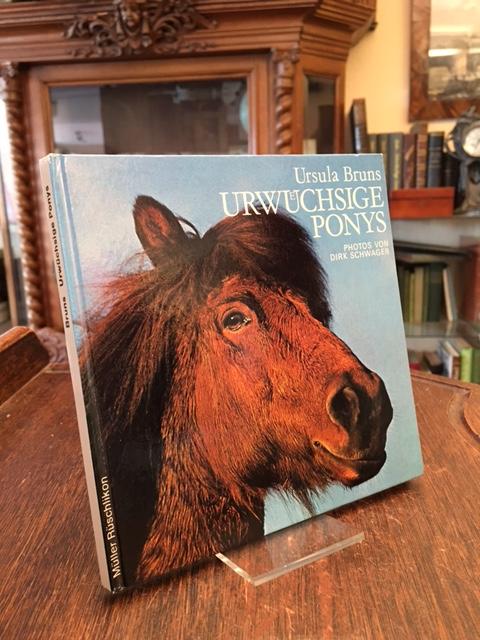 Ursula Bruns
URWÜCHSIGE
PONYS
PHOTOS VON
DIRK SCHWAGER
Bruns Urwüchsige Ponys
Müller Rüschlikon